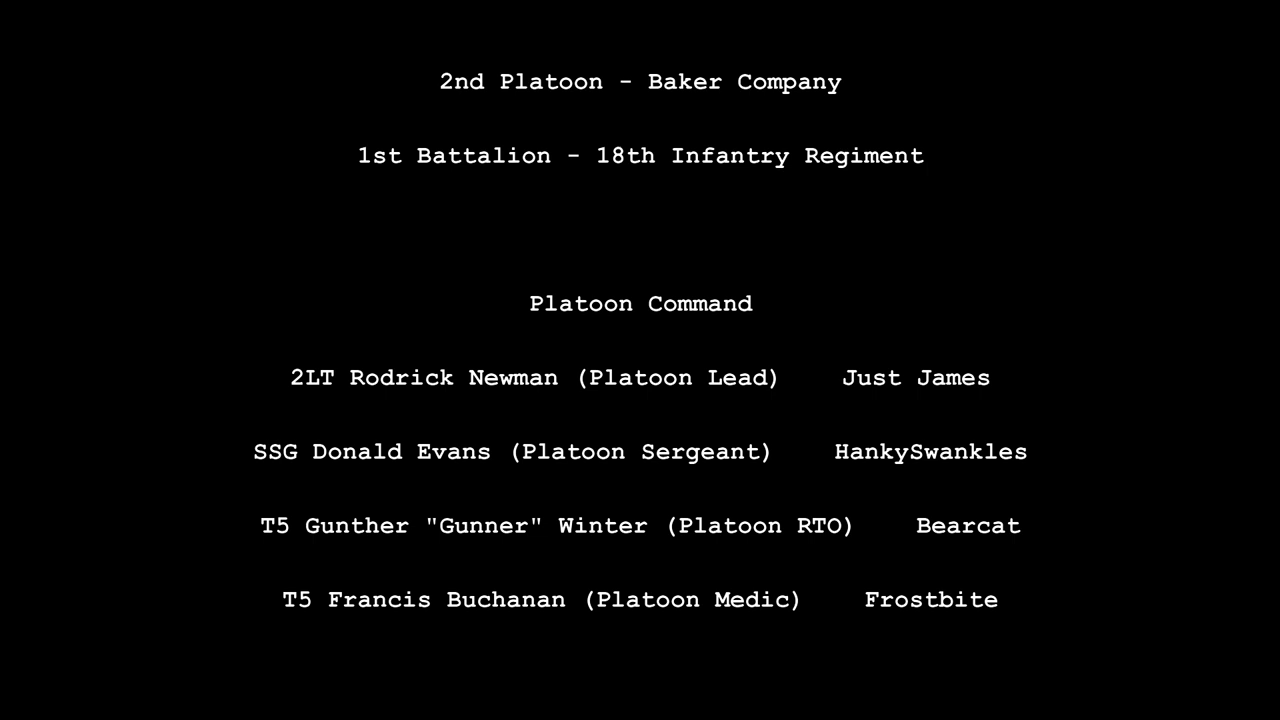 2nd Platoon - Baker Company
1st Battalion - 18th Infantry Regiment
Platoon Command
2LT Rodrick Newman (Platoon Lead) Just James
SSG Donald Evans (Platoon Sergeant) HankySwankles
T5 Gunther "Gunner" Winter (Platoon RTO) Bearcat
T5 Francis Buchanan (Platoon Medic) Frostbite